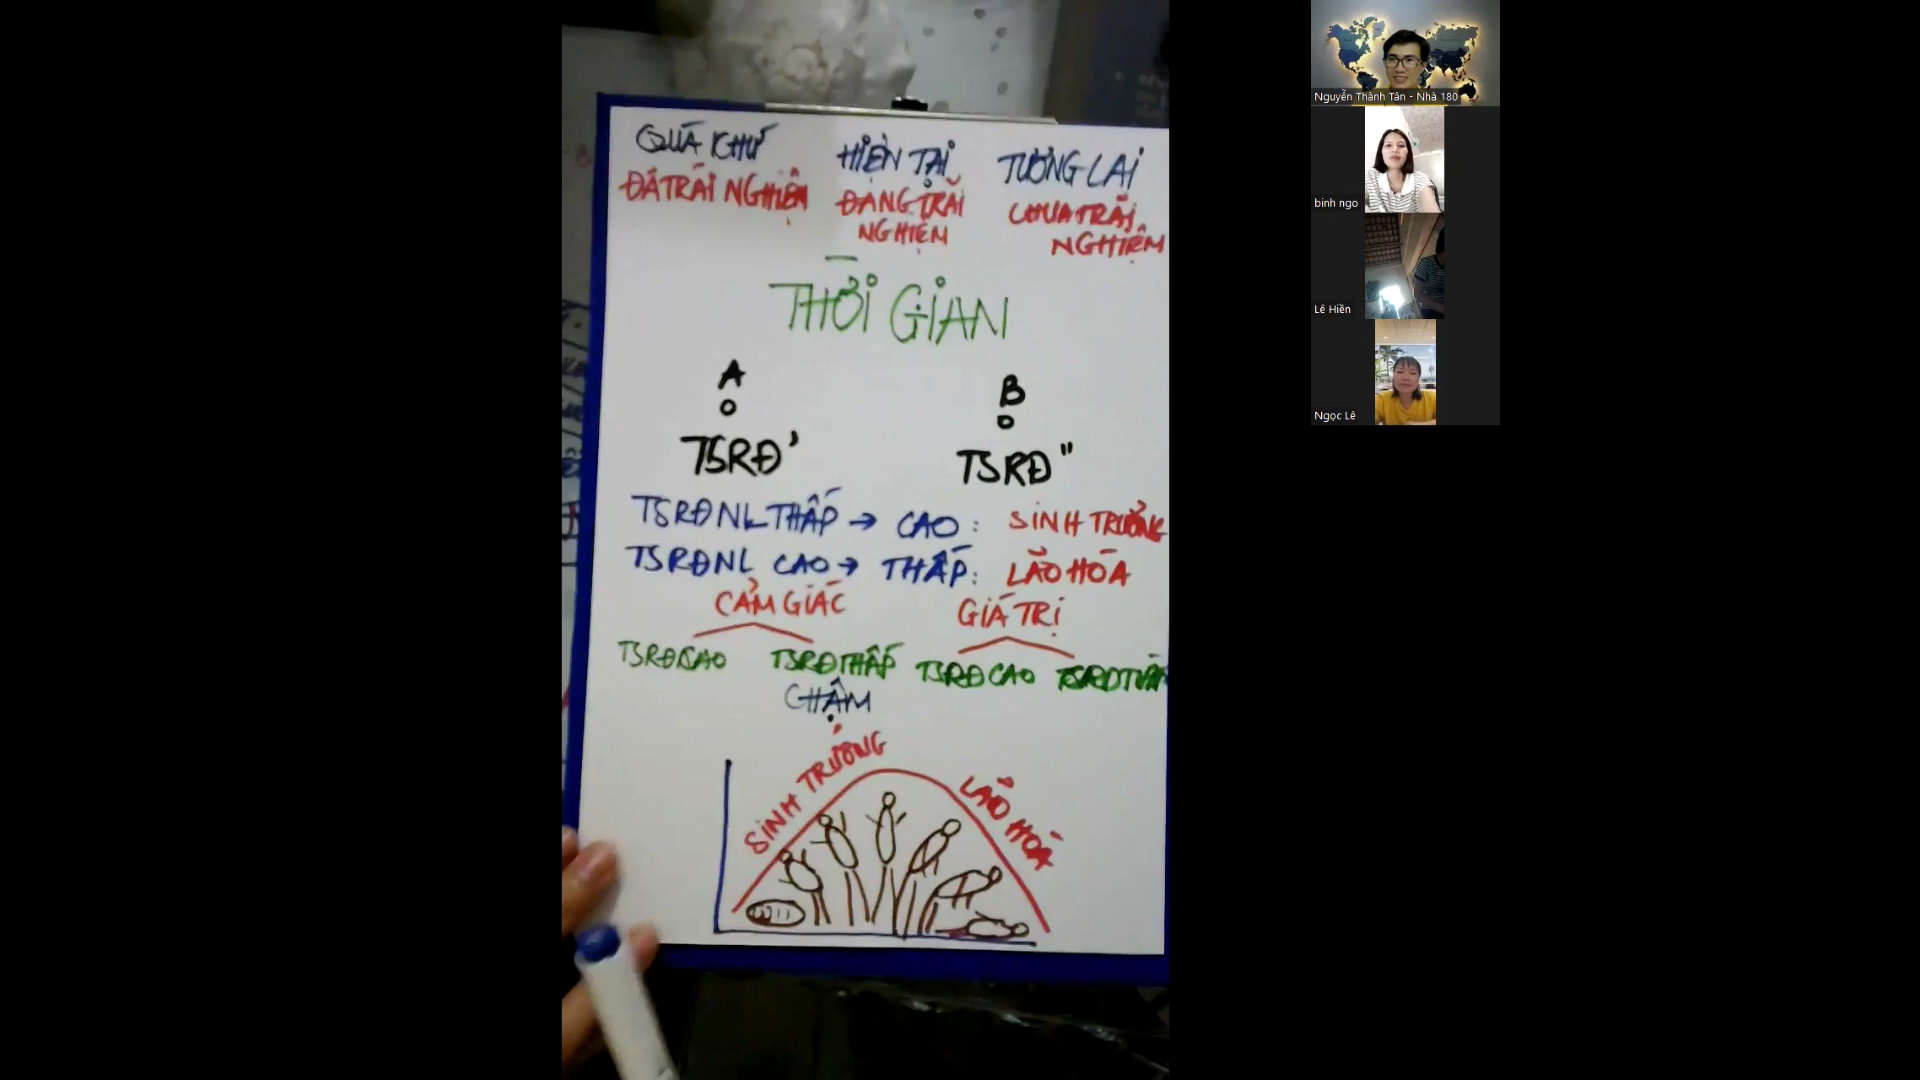 QUÁ KHỨ HIỆN TẠI TƯƠNG LAI
ĐÃ TRẢI NGHIỆM ĐANG TRẢI NGHIỆM CHƯA TRẢI NGHIỆM
THỜI GIAN
A B
TSRĐ' TSRĐ"
TSRĐNL THẤP → CAO: SINH TRƯỞNG
TSRĐNL CAO → THẤP: LÃO HÓA
CẢM GIÁC GIÁ TRỊ
TSRĐ CAO TSRĐ THẤP TSRĐ CAO
CHẬM
SINH TRƯỞNG LÃO HOÁ
Nguyễn Thành Tân - Nhà 180
binh ngo
Lê Hiền
Ngọc Lê